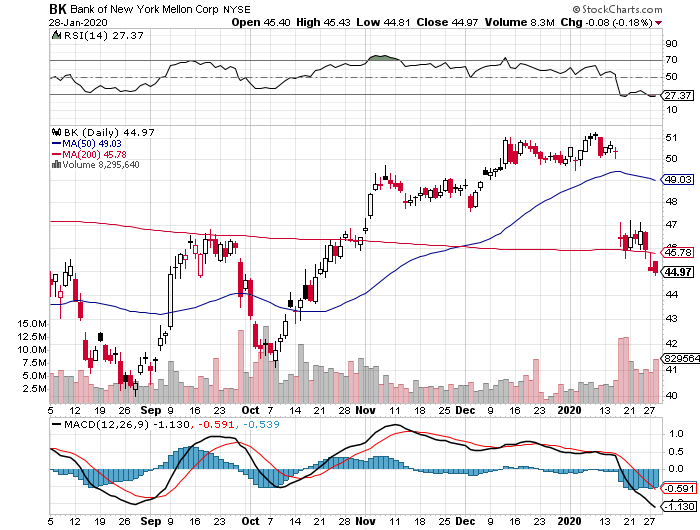 BK Bank of New York Mellon Corp NYSE © StockCharts.com
28-Jan-2020 Open 45.40 High 45.43 Low 44.81 Close 44.97 Volume 8.3M Chg -0.08 (-0.18%)
RSI(14) 27.37
90
70
50
30
27.37
10
BK (Daily) 44.97
MA(50) 49.03
MA(200) 45.78
Volume 8,295,640
51
50
49.03
48
47
46
45.78
44.97
44
43
42
41
40
15.0M
12.5M
10.0M
7.5M
5.0M
2.5M
829564
5 12 19 26 Sep 9 16 23 Oct 7 14 21 28 Nov 11 18 25 Dec 9 16 23 2020 13 21 27
MACD(12,26,9) -1.130, -0.591, -0.539
1.0
0.5
0.0
-0.591
-1.130
5 12 19 26 Sep 9 16 23 Oct 7 14 21 28 Nov 11 18 25 Dec 9 16 23 2020 13 21 27